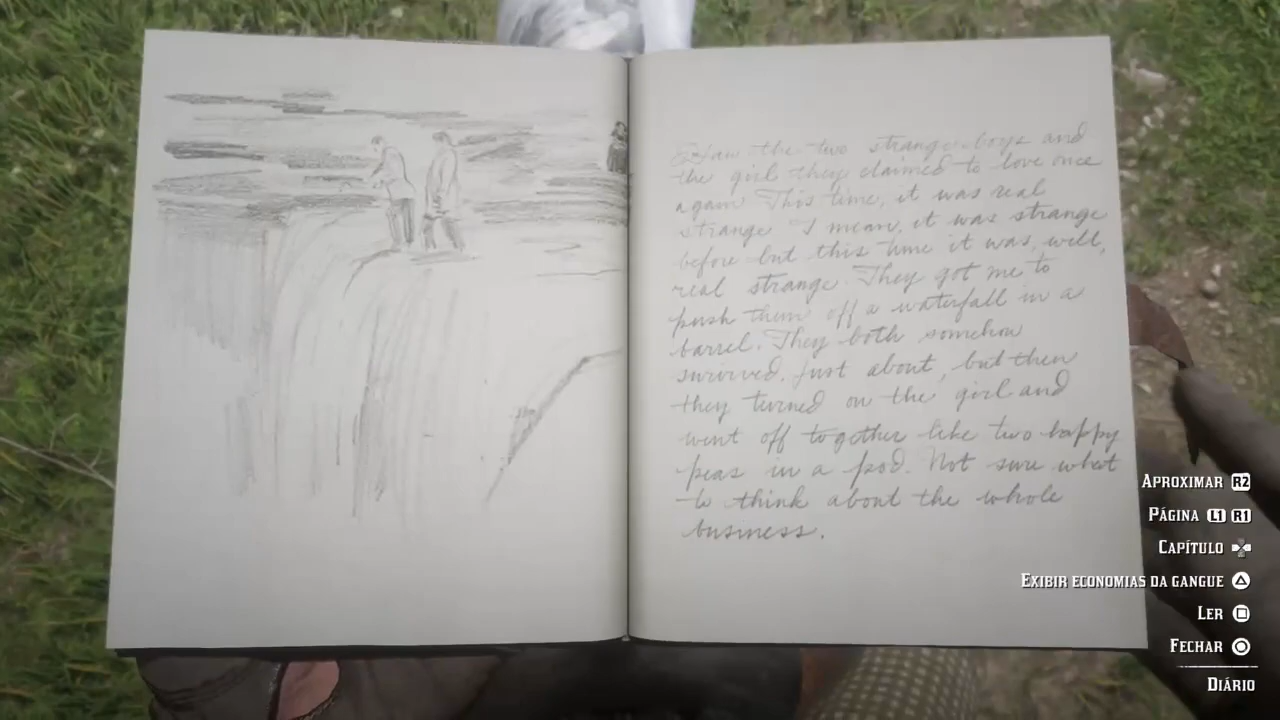 Saw the two strange boys and
the girl they claimed to love once
again. This time, it was real
strange. I mean, it was strange
before but this time it was, well,
real strange. They got me to
push them off a waterfall in a
barrel. They both somehow
survived. Just about, but then
they turned on the girl and
went off together like two happy
peas in a pod. Not sure what
to think about the whole
business.
APROXIMAR R2
PÁGINA L1 R1
CAPÍTULO
EXIBIR ECONOMIAS DA GANGUE
LER
FECHAR
DIÁRIO